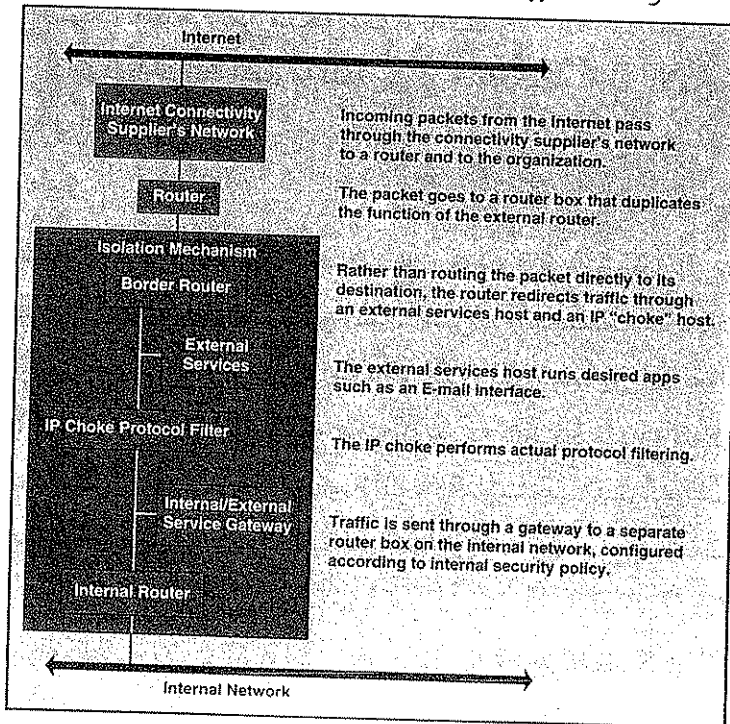 Internet
Internet Connectivity
Supplier's Network
Incoming packets from the Internet pass
through the connectivity supplier's network
to a router and to the organization.
Router
The packet goes to a router box that duplicates
the function of the external router.
Isolation Mechanism
Border Router
Rather than routing the packet directly to its
destination, the router redirects traffic through
an external services host and an IP "choke" host.
External
Services
The external services host runs desired apps
such as an E-mail interface.
IP Choke Protocol Filter
The IP choke performs actual protocol filtering.
Internal/External
Service Gateway
Traffic is sent through a gateway to a separate
router box on the internal network, configured
according to internal security policy.
Internal Router
Internal Network